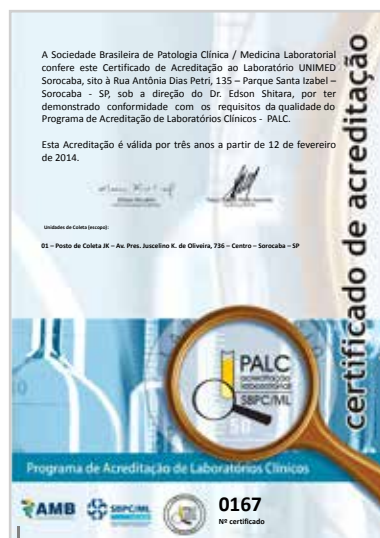 A Sociedade Brasileira de Patologia Clínica / Medicina Laboratorial
confere este Certificado de Acreditação ao Laboratório UNIMED
Sorocaba, sito à Rua Antônia Dias Petri, 135 – Parque Santa Izabel –
Sorocaba - SP, sob a direção do Dr. Edson Shitara, por ter
demonstrado conformidade com os requisitos da qualidade do
Programa de Acreditação de Laboratórios Clínicos - PALC.
Esta Acreditação é válida por três anos a partir de 12 de fevereiro
de 2014.
Unidades de Coleta (escopo):
01 – Posto de Coleta JK – Av. Pres. Juscelino K. de Oliveira, 736 – Centro – Sorocaba – SP
certificado de acreditação
PALC
acreditação
laboratorial
SBPC/ML
50
Programa de Acreditação de Laboratórios Clínicos
AMB
SBPC/ML
0167
Nº certificado